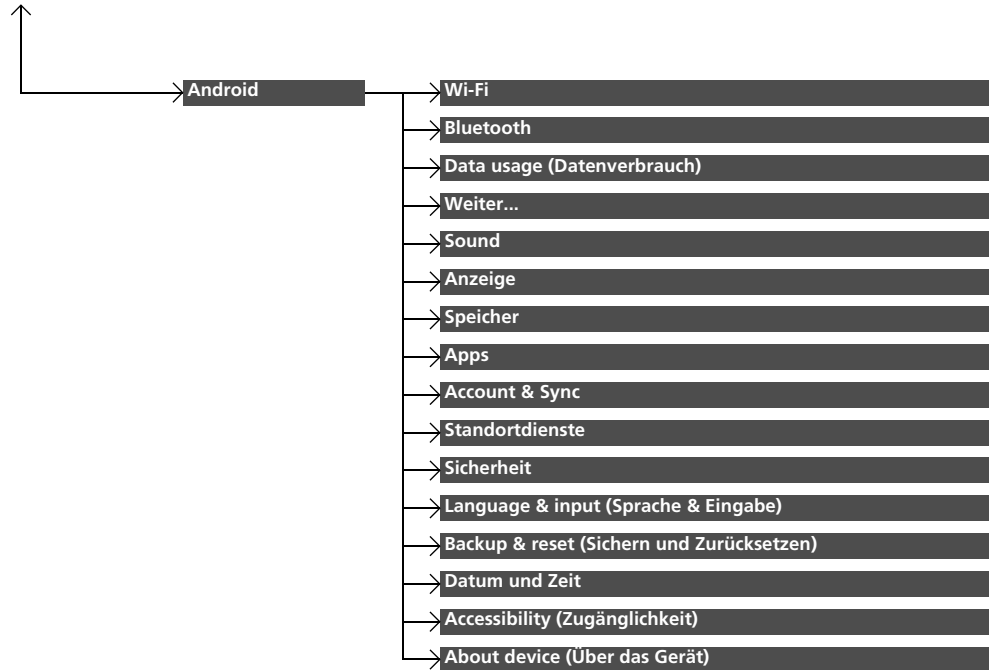 Android
Wi-Fi
Bluetooth
Data usage (Datenverbrauch)
Weiter...
Sound
Anzeige
Speicher
Apps
Account & Sync
Standortdienste
Sicherheit
Language & input (Sprache & Eingabe)
Backup & reset (Sichern und Zurücksetzen)
Datum und Zeit
Accessibility (Zugänglichkeit)
About device (Über das Gerät)